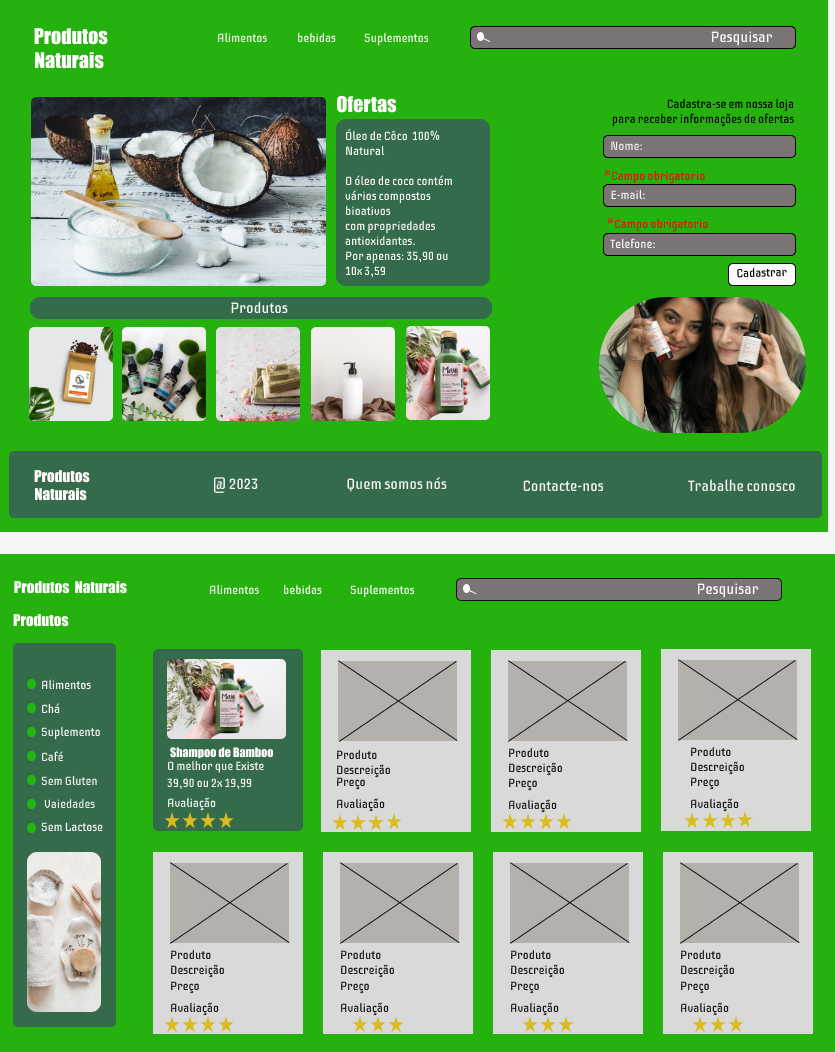 Produtos
Naturais
Alimentos
bebidas
Suplementos
Pesquisar
Ofertas
Óleo de Côco 100%
Natural
O óleo de coco contém
vários compostos
bioativos
com propriedades
antioxidantes.
Por apenas: 35,90 ou
10x 3,59
Cadastra-se em nossa loja
para receber informações de ofertas
Nome:
*Campo obrigatorio
E-mail:
*Campo obrigatorio
Telefone:
Cadastrar
Produtos
Maui
Produtos
Naturais
@ 2023
Quem somos nós
Contacte-nos
Trabalhe conosco
Produtos Naturais
Alimentos
bebidas
Suplementos
Pesquisar
Produtos
Alimentos
Chá
Suplemento
Café
Sem Gluten
Vaiedades
Sem Lactose
Maui
Shampoo de Bamboo
O melhor que Existe
39,90 ou 2x 19,99
Avaliação
Produto
Descreição
Preço
Avaliação
Produto
Descreição
Preço
Avaliação
Produto
Descreição
Preço
Avaliação
Produto
Descreição
Preço
Avaliação
Produto
Descreição
Preço
Avaliação
Produto
Descreição
Preço
Avaliação
Produto
Descreição
Preço
Avaliação